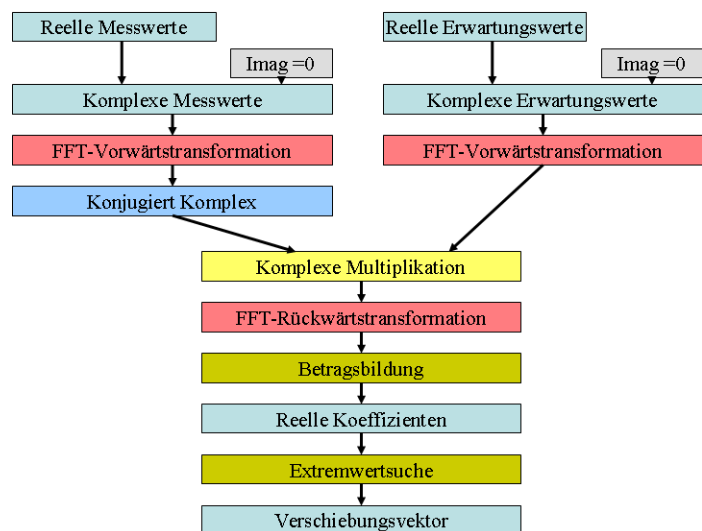 Reelle Messwerte
Reelle Erwartungswerte
Imag =0
Imag =0
Komplexe Messwerte
Komplexe Erwartungswerte
FFT-Vorwärtstransformation
FFT-Vorwärtstransformation
Konjugiert Komplex
Komplexe Multiplikation
FFT-Rückwärtstransformation
Betragsbildung
Reelle Koeffizienten
Extremwertsuche
Verschiebungsvektor